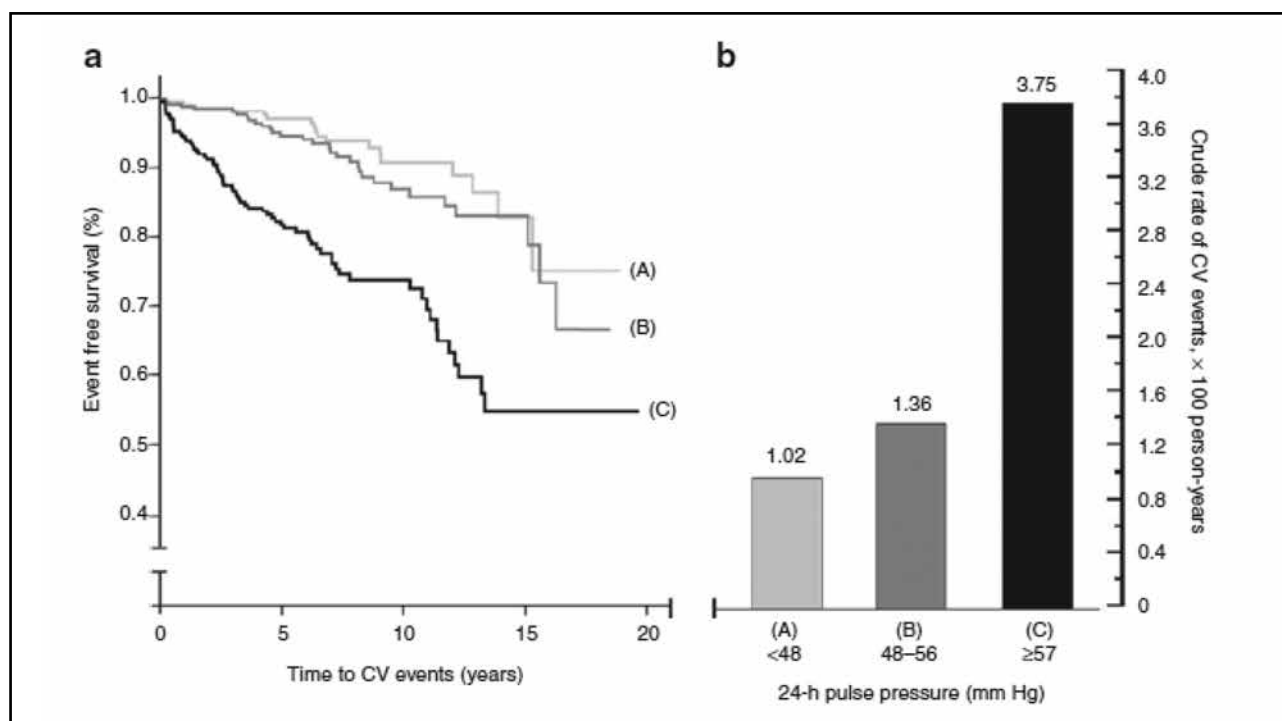 a
1.0
0.9
0.8
0.7
0.6
0.5
0.4
Event free survival (%)
(A)
(B)
(C)
0
5
10
15
20
Time to CV events (years)
b
1.02
1.36
3.75
4.0
3.6
3.2
2.8
2.4
2.0
1.6
1.2
0.8
0.4
0
Crude rate of CV events, × 100 person-years
(A)
<48
(B)
48–56
(C)
≥57
24-h pulse pressure (mm Hg)